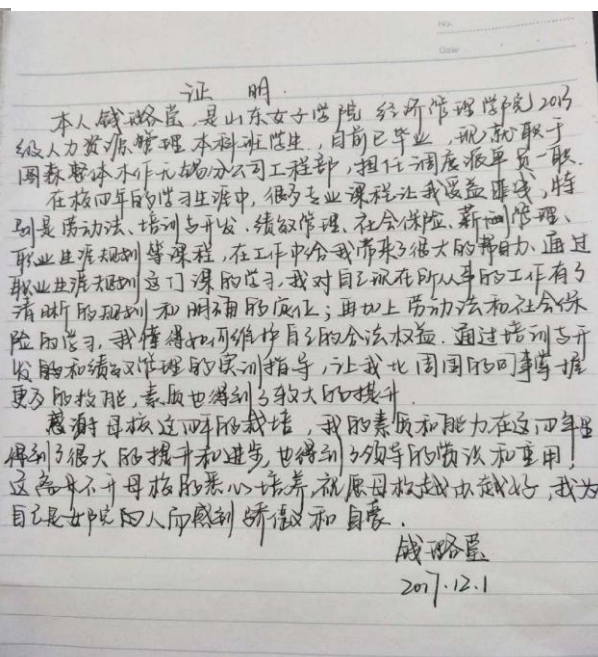 No.
Date
证 明.
本人钱璐莹,是山东女子学院 经济管理学院2013
级人力资源管理本科班学生,目前已毕业,现就职于
整体木作无锡分公司工程部,担任调度派单员一职.
在校四年的学习生涯中,很多专业课程让我受益匪浅,特
别是劳动法、培训与开发、绩效管理、社会保险、薪酬管理、
职业生涯规划等课程,在工作中给我带来了很大的帮助.通过
职业生涯规划这门课的学习,我对自己现在所从事的工作有了
清晰的规划和明确的定位;再加上劳动法和社会保
险的学习,我懂得如何维护自己的合法权益.通过培训与开
发的和绩效管理的实训指导,让我比周围的同事掌握
更多的技能,素质也得到了较大的提升.
感谢母校这四年的栽培,我的素质和能力在这四年里
得到了很大的提升和进步,也得到了领导的赏识和重用!
这离不开母校的悉心培养,祝愿母校越办越好,我为
自己是女院的人而感到骄傲和自豪.
钱璐莹
2017.12.1